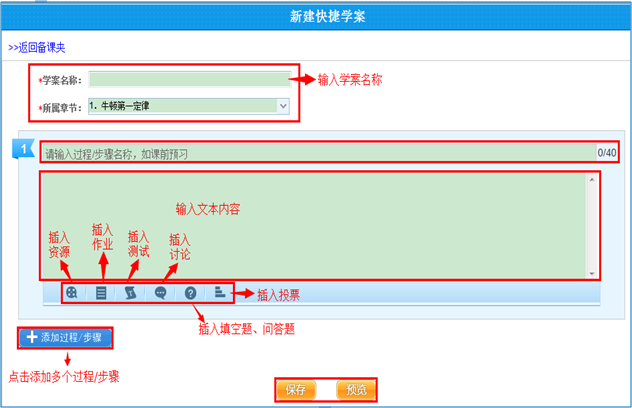 新建快捷学案
>>返回备课夹
*学案名称：
输入学案名称
*所属章节：
1．牛顿第一定律
1
请输入过程/步骤名称，如课前预习
0/40
输入文本内容
插入
资源
插入
作业
插入
测试
插入
讨论
插入投票
插入填空题、问答题
添加过程/步骤
点击添加多个过程/步骤
保存
预览